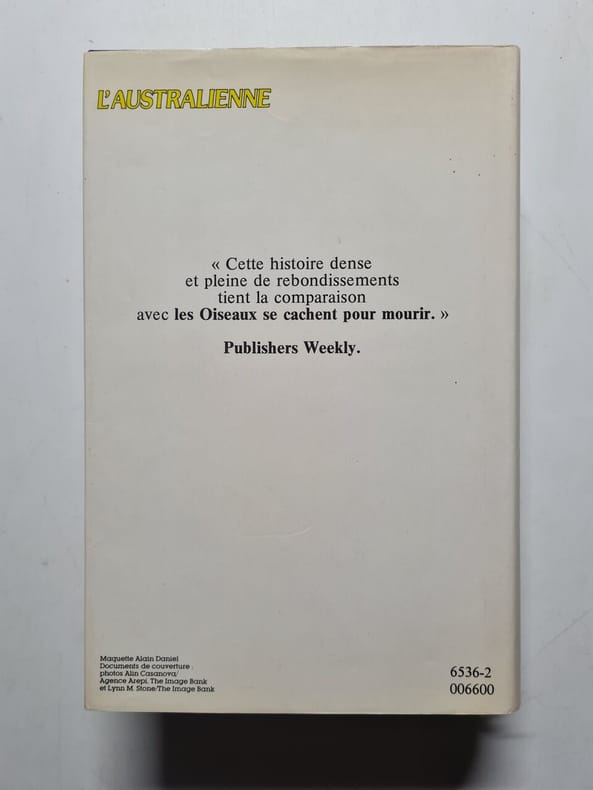 L'AUSTRALIENNE
« Cette histoire dense
et pleine de rebondissements
tient la comparaison
avec les Oiseaux se cachent pour mourir. »
Publishers Weekly.
Maquette Alain Daniel
Documents de couverture :
photos Alin Casanova/
Agence Arepi, The Image Bank
et Lynn M. Stone/The Image Bank
6536-2
006600